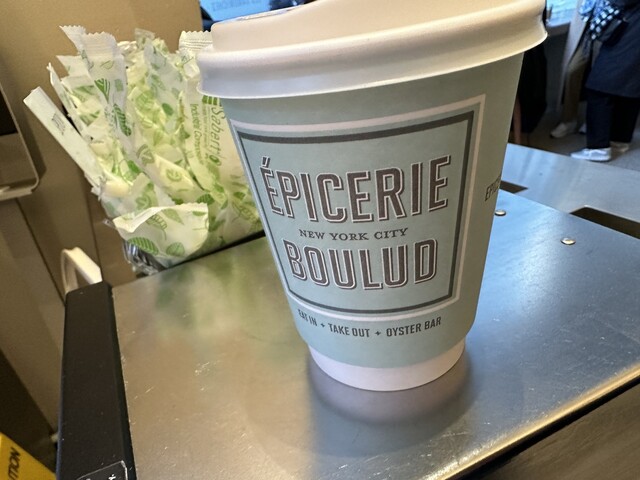 ÉPICERIE
NEW YORK CITY
BOULUD
EAT IN + TAKE OUT + OYSTER BAR